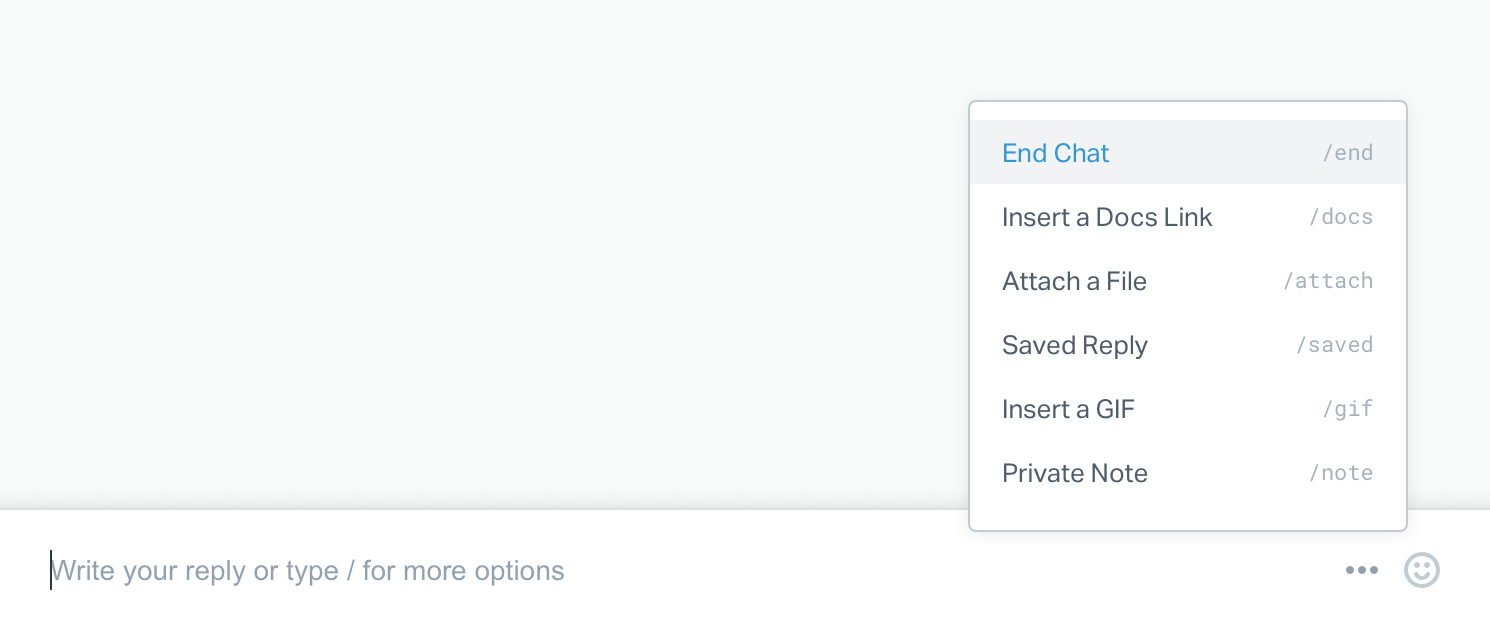 End Chat /end
Insert a Docs Link /docs
Attach a File /attach
Saved Reply /saved
Insert a GIF /gif
Private Note /note
Write your reply or type / for more options